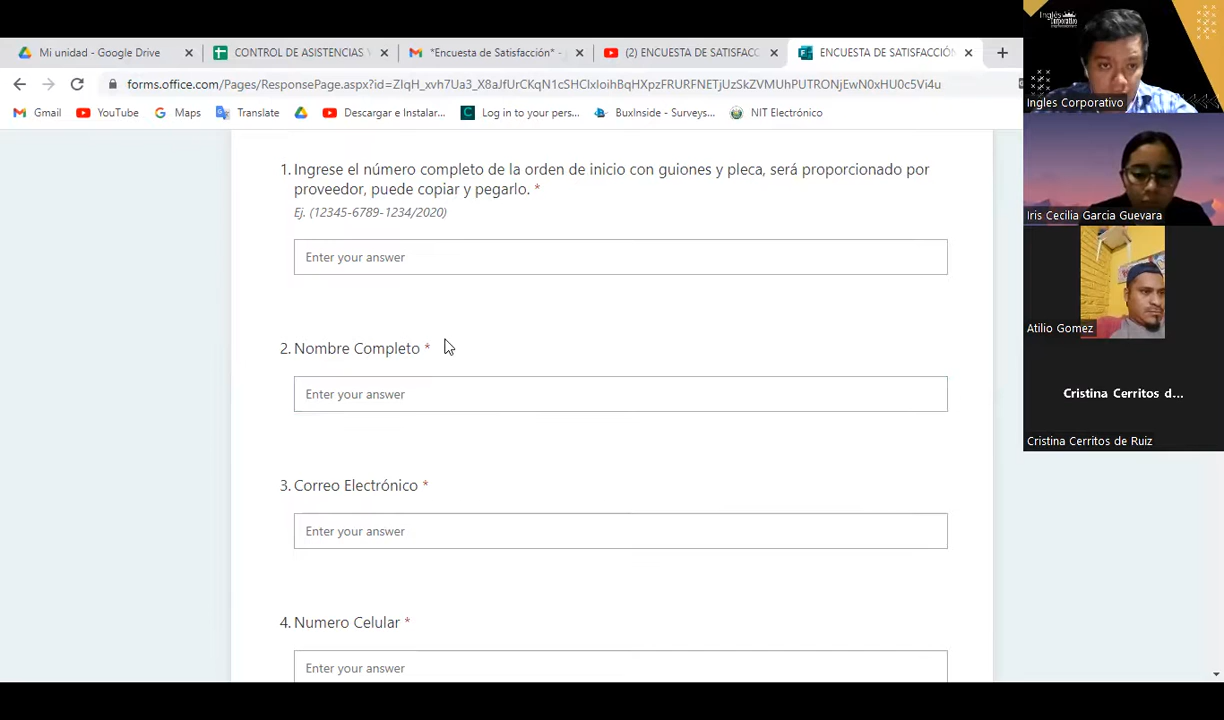 Mi unidad - Google Drive
CONTROL DE ASISTENCIAS Y
*Encuesta de Satisfacción* -
(2) ENCUESTA DE SATISFACC
ENCUESTA DE SATISFACCIÓN
forms.office.com/Pages/ResponsePage.aspx?id=ZIqH_xvh7Ua3_X8aJfUrCKqN1cSHClxIoihBqHXpzFRURFNETjUzSkZVMUhPUTRONjEwN0xHU0c5Vi4u
Gmail
YouTube
Maps
Translate
Descargar e Instalar...
Log in to your pers...
BuxInside - Surveys...
NIT Electrónico
1. Ingrese el número completo de la orden de inicio con guiones y pleca, será proporcionado por
proveedor, puede copiar y pegarlo. *
Ej. (12345-6789-1234/2020)
Enter your answer
2. Nombre Completo *
Enter your answer
3. Correo Electrónico *
Enter your answer
4. Numero Celular *
Enter your answer
Inglés
Corporativo
Ingles Corporativo
Iris Cecilia Garcia Guevara
Atilio Gomez
Cristina Cerritos d...
Cristina Cerritos de Ruiz